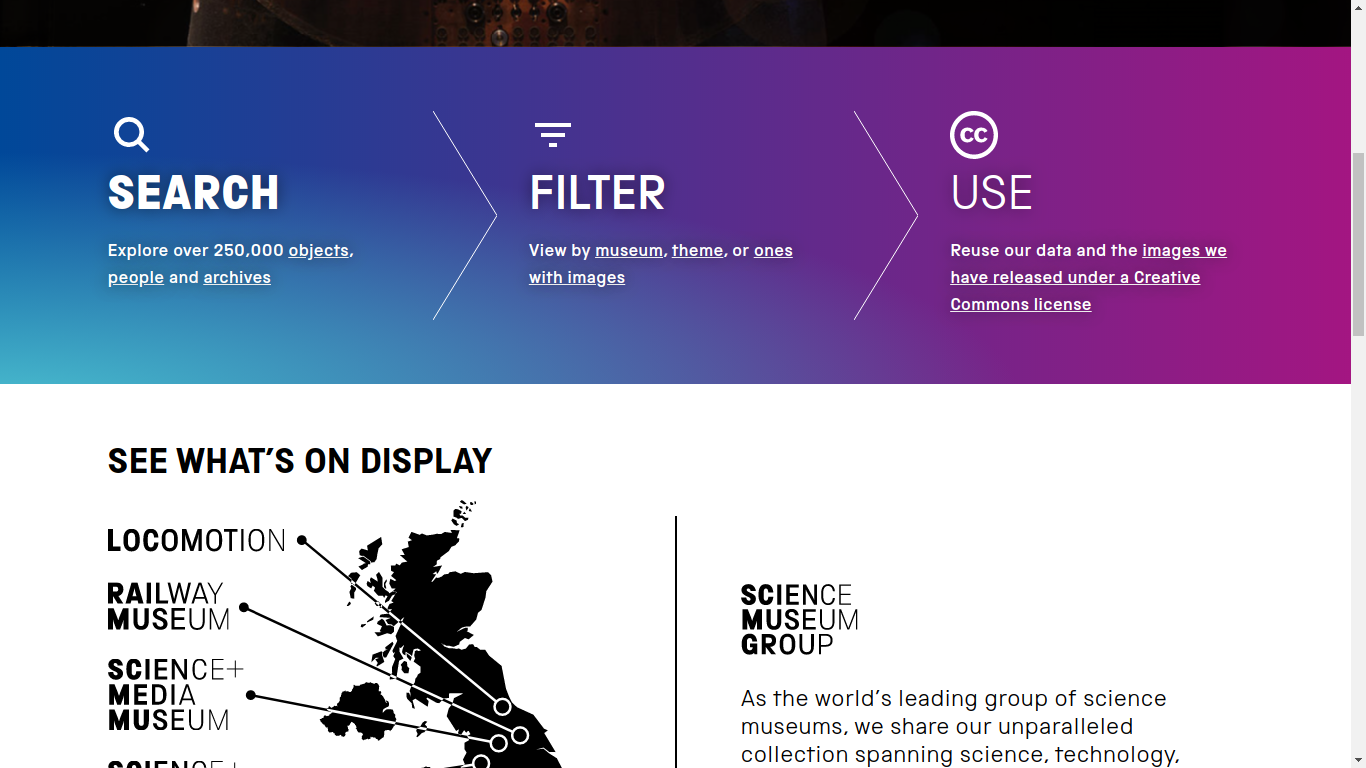 CC
SEARCH
Explore over 250,000 objects,
people and archives
FILTER
View by museum, theme, or ones
with images
USE
Reuse our data and the images we
have released under a Creative
Commons license
SEE WHAT’S ON DISPLAY
LOCOMOTION
RAILWAY
MUSEUM
SCIENCE+
MEDIA
MUSEUM
SCIENCE+
SCIENCE
MUSEUM
GROUP
As the world’s leading group of science
museums, we share our unparalleled
collection spanning science, technology,